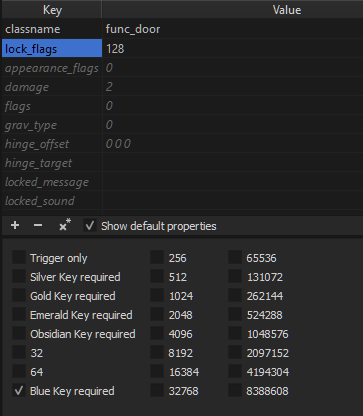 Key Value
classname func_door
lock_flags 128
appearance_flags 0
damage 2
flags 0
grav_type 0
hinge_offset 0 0 0
hinge_target
locked_message
locked_sound
+ − x* Show default properties
Trigger only 256 65536
Silver Key required 512 131072
Gold Key required 1024 262144
Emerald Key required 2048 524288
Obsidian Key required 4096 1048576
32 8192 2097152
64 16384 4194304
Blue Key required 32768 8388608